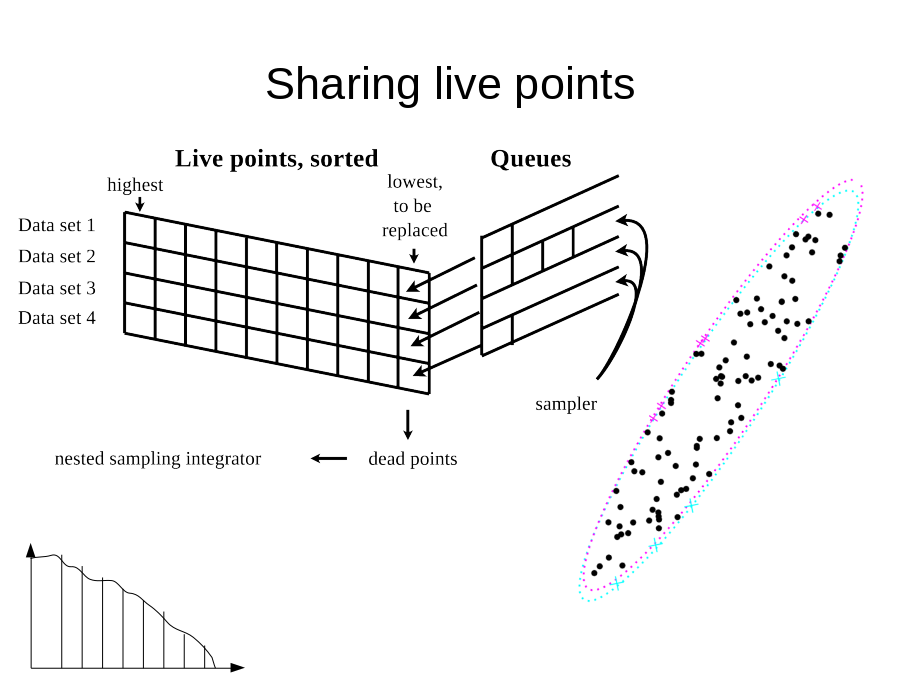 Sharing live points
Live points, sorted
Queues
highest
lowest,
to be
replaced
Data set 1
Data set 2
Data set 3
Data set 4
sampler
nested sampling integrator
dead points